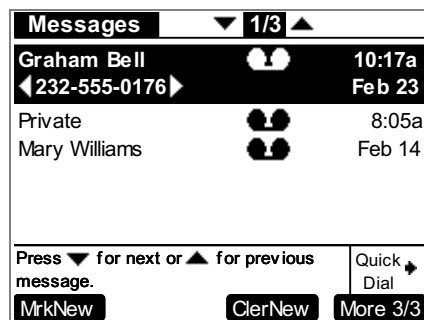 Messages 1/3
Graham Bell 10:17a
232-555-0176 Feb 23
Private 8:05a
Mary Williams Feb 14
Press for next or for previous
message.
Quick
Dial
MrkNew ClerNew More 3/3